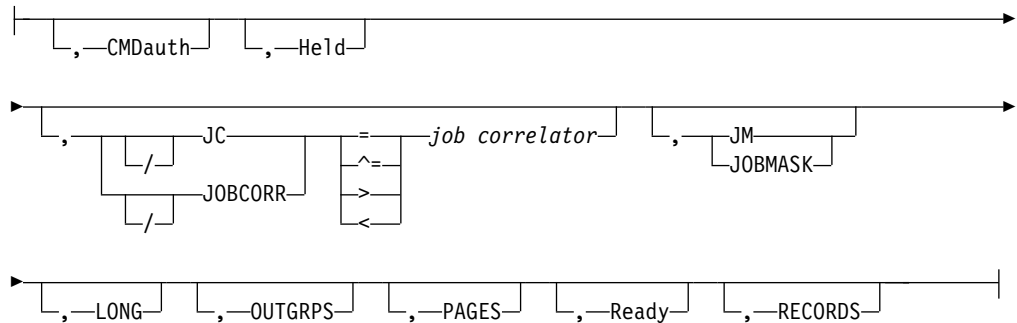 , CMDauth , Held
, JC = job correlator , JM
/ ^= JOBMASK
JOBCORR >
/ <
, LONG , OUTGRPS , PAGES , Ready , RECORDS